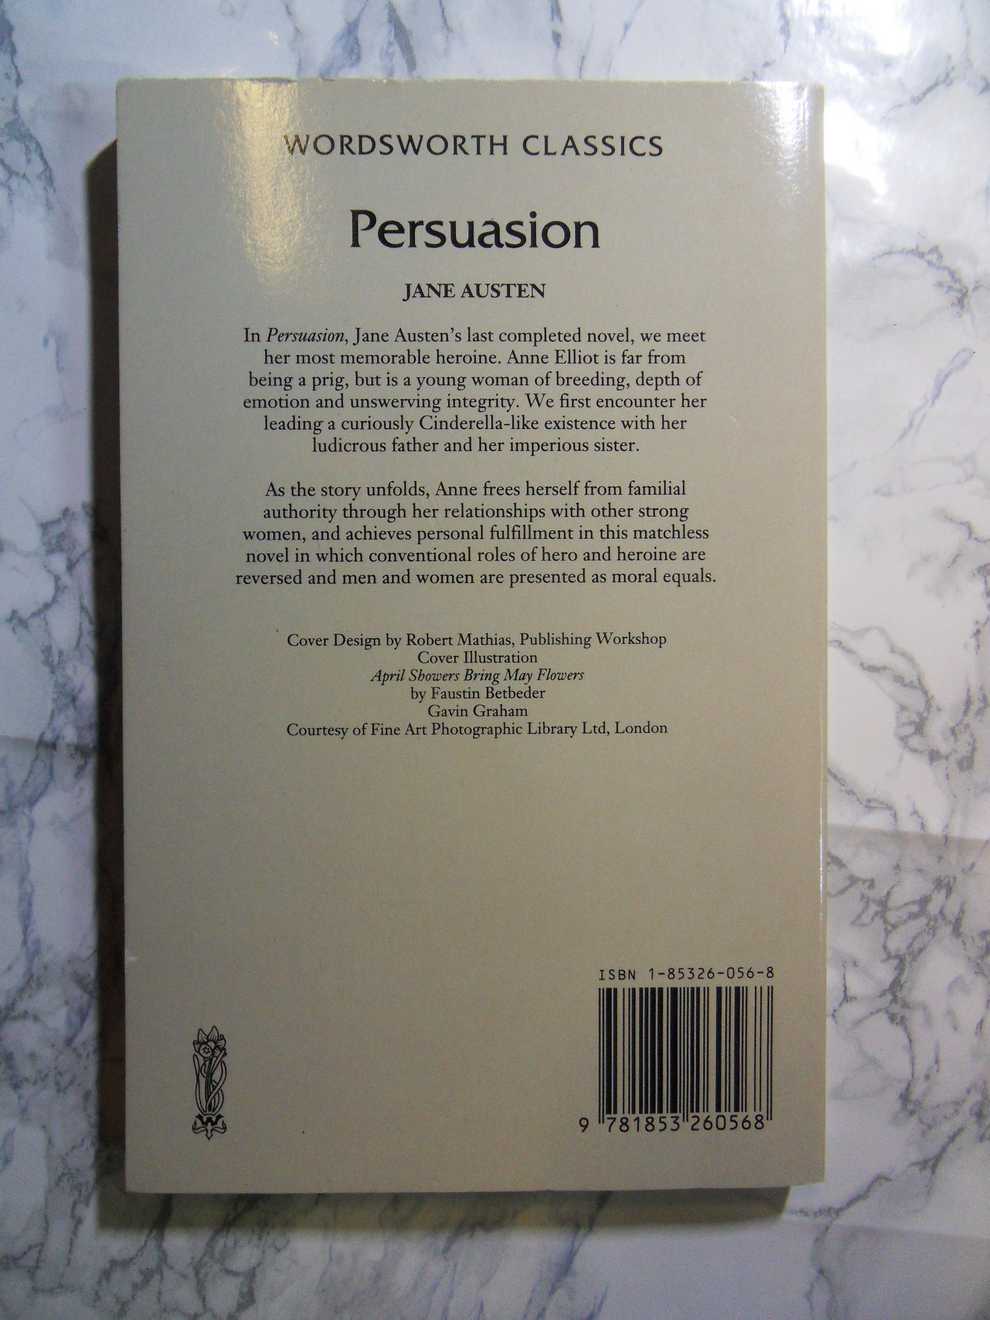 WORDSWORTH CLASSICS
Persuasion
JANE AUSTEN
In Persuasion, Jane Austen's last completed novel, we meet
her most memorable heroine. Anne Elliot is far from
being a prig, but is a young woman of breeding, depth of
emotion and unswerving integrity. We first encounter her
leading a curiously Cinderella-like existence with her
ludicrous father and her imperious sister.
As the story unfolds, Anne frees herself from familial
authority through her relationships with other strong
women, and achieves personal fulfillment in this matchless
novel in which conventional roles of hero and heroine are
reversed and men and women are presented as moral equals.
Cover Design by Robert Mathias, Publishing Workshop
Cover Illustration
April Showers Bring May Flowers
by Faustin Betbeder
Gavin Graham
Courtesy of Fine Art Photographic Library Ltd, London
ISBN 1-85326-056-8
9 781853 260568
W